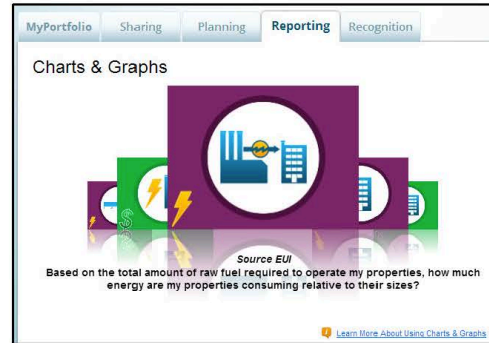 MyPortfolio Sharing Planning Reporting Recognition
Charts & Graphs
Source EUI
Based on the total amount of raw fuel required to operate my properties, how much
energy are my properties consuming relative to their sizes?
Learn More About Using Charts & Graphs